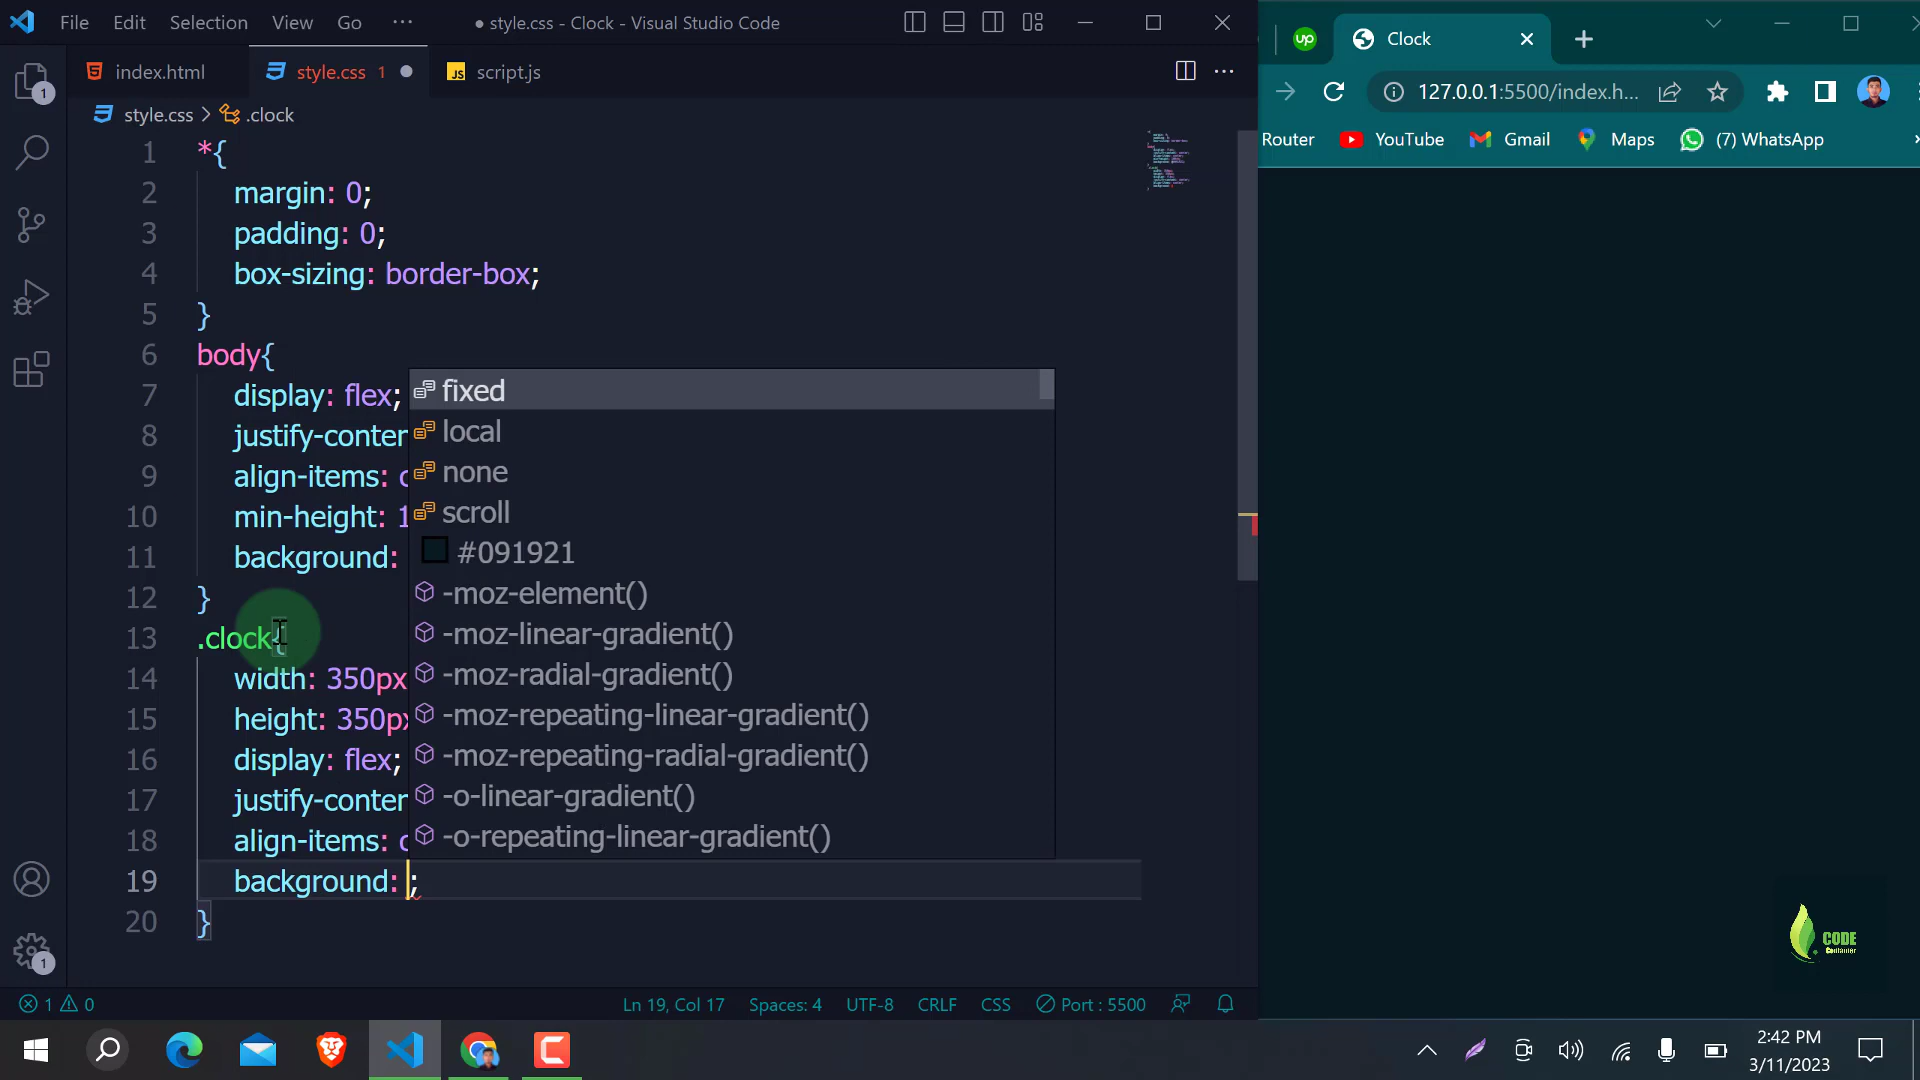 File Edit Selection View Go ··· ● style.css - Clock - Visual Studio Code
index.html style.css 1 ● JS script.js ···
style.css > .clock
1 *{
2 margin: 0;
3 padding: 0;
4 box-sizing: border-box;
5 }
6 body{
7 display: flex;
8 justify-conter
9 align-items: c
10 min-height: 1
11 background:
12 }
13 .clock{
14 width: 350px
15 height: 350px
16 display: flex;
17 justify-conter
18 align-items: c
19 background: ;
20 }
fixed
local
none
scroll
#091921
-moz-element()
-moz-linear-gradient()
-moz-radial-gradient()
-moz-repeating-linear-gradient()
-moz-repeating-radial-gradient()
-o-linear-gradient()
-o-repeating-linear-gradient()
1
1
1 0 Ln 19, Col 17 Spaces: 4 UTF-8 CRLF CSS Port : 5500
up Clock
127.0.0.1:5500/index.h...
Router YouTube Gmail Maps (7) WhatsApp
CODE
Container
2:42 PM
3/11/2023